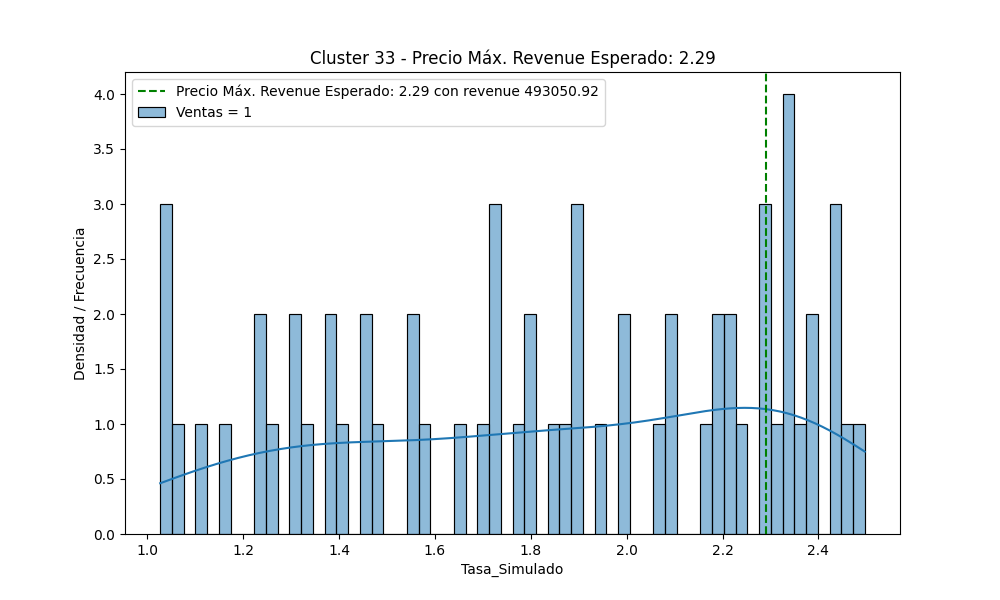 Cluster 33 - Precio Máx. Revenue Esperado: 2.29
Precio Máx. Revenue Esperado: 2.29 con revenue 493050.92
Ventas = 1
Densidad / Frecuencia
4.0
3.5
3.0
2.5
2.0
1.5
1.0
0.5
0.0
1.0 1.2 1.4 1.6 1.8 2.0 2.2 2.4
Tasa_Simulado